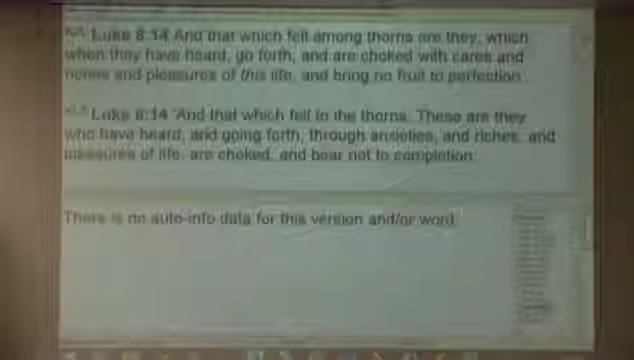 Luke 8:14 And that which fell among thorns are they, which
when they have heard, go forth, and are choked with cares and
riches and pleasures of this life, and bring no fruit to perfection.
Luke 8:14 "And that which fell in the thorns. These are they
who have heard, and going forth, through anxieties, and riches, and
pleasures of life, are choked, and bear not to completion.
There is no auto-info data for this version and/or word.